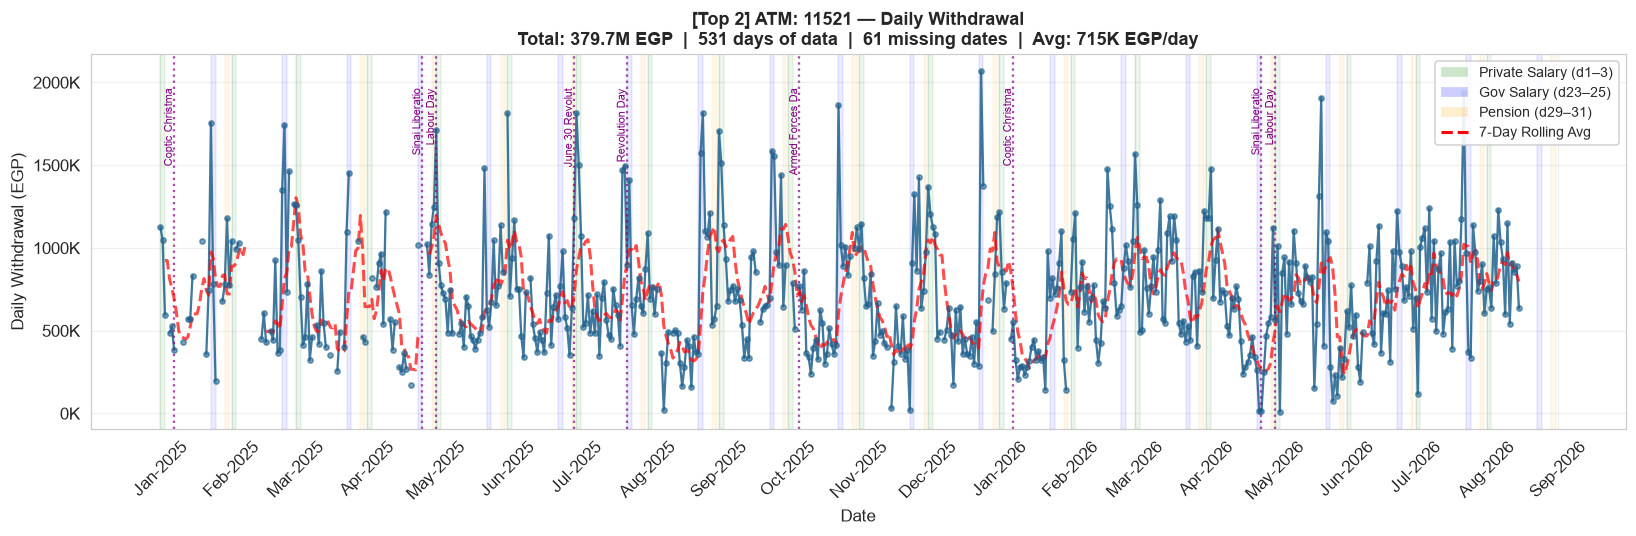 [Top 2] ATM: 11521 — Daily Withdrawal
Total: 379.7M EGP | 531 days of data | 61 missing dates | Avg: 715K EGP/day
Daily Withdrawal (EGP)
2000K
1500K
1000K
500K
0K
Coptic Christma
Sinai Liberatio
Labour Day
June 30 Revolut
Revolution Day
Armed Forces Da
Coptic Christma
Sinai Liberatio
Labour Day
Private Salary (d1–3)
Gov Salary (d23–25)
Pension (d29–31)
7-Day Rolling Avg
Jan-2025
Feb-2025
Mar-2025
Apr-2025
May-2025
Jun-2025
Jul-2025
Aug-2025
Sep-2025
Oct-2025
Nov-2025
Dec-2025
Jan-2026
Feb-2026
Mar-2026
Apr-2026
May-2026
Jun-2026
Jul-2026
Aug-2026
Sep-2026
Date